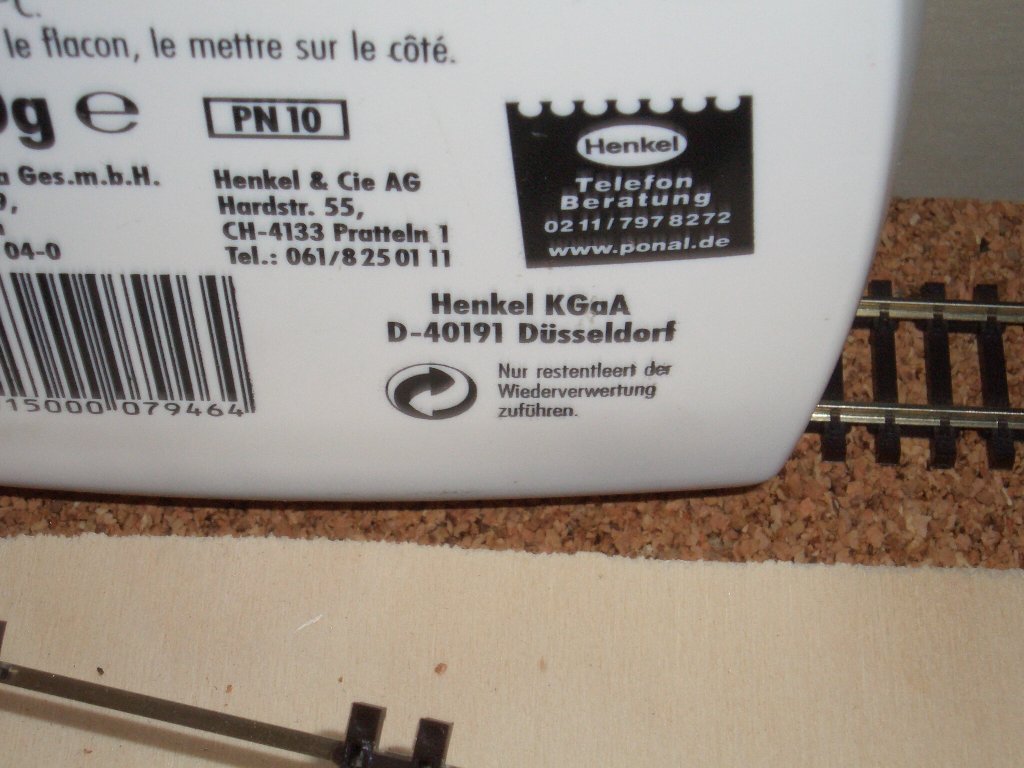 le flacon, le mettre sur le côté.
g e
PN 10
Ges.m.b.H.
04-0
Henkel & Cie AG
Hardstr. 55,
CH-4133 Pratteln 1
Tel.: 061/8 25 01 11
Henkel
Telefon
Beratung
0211/797 8272
www.ponal.de
Henkel KGaA
D-40191 Düsseldorf
Nur restentleert der
Wiederverwertung
zuführen.
15000 079464